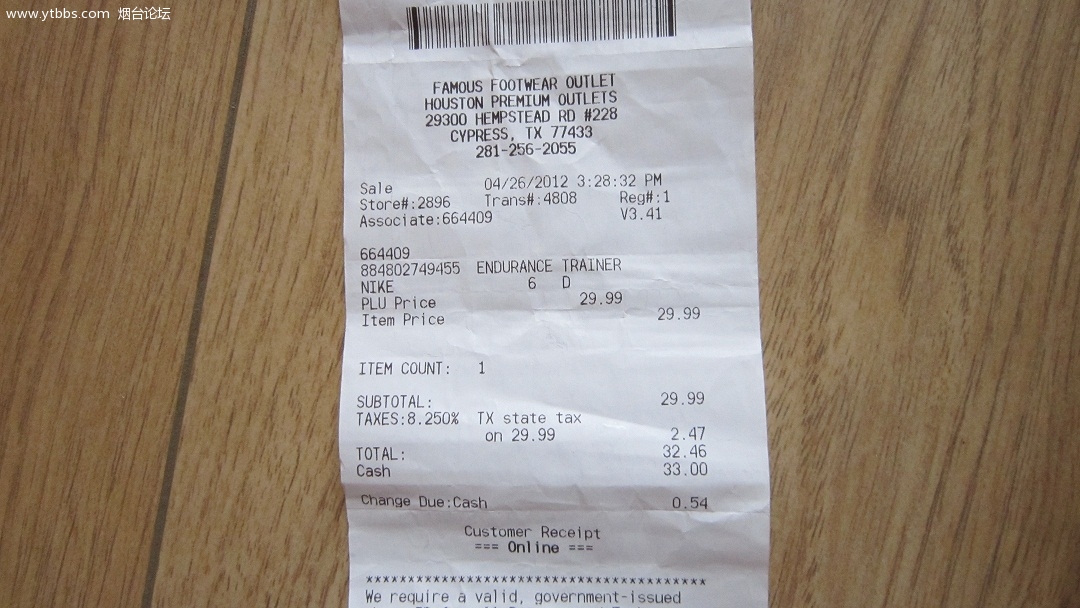 www.ytbbs.com 烟台论坛
FAMOUS FOOTWEAR OUTLET
HOUSTON PREMIUM OUTLETS
29300 HEMPSTEAD RD #228
CYPRESS, TX 77433
281-256-2055
Sale 04/26/2012 3:28:32 PM
Store#:2896 Trans#:4808 Reg#:1
Associate:664409 V3.41
664409
884802749455 ENDURANCE TRAINER
NIKE 6 D
PLU Price 29.99
Item Price 29.99
ITEM COUNT: 1
SUBTOTAL: 29.99
TAXES:8.250% TX state tax
on 29.99 2.47
TOTAL: 32.46
Cash 33.00
Change Due:Cash 0.54
Customer Receipt
=== Online ===
*****************************************
We require a valid, government-issued